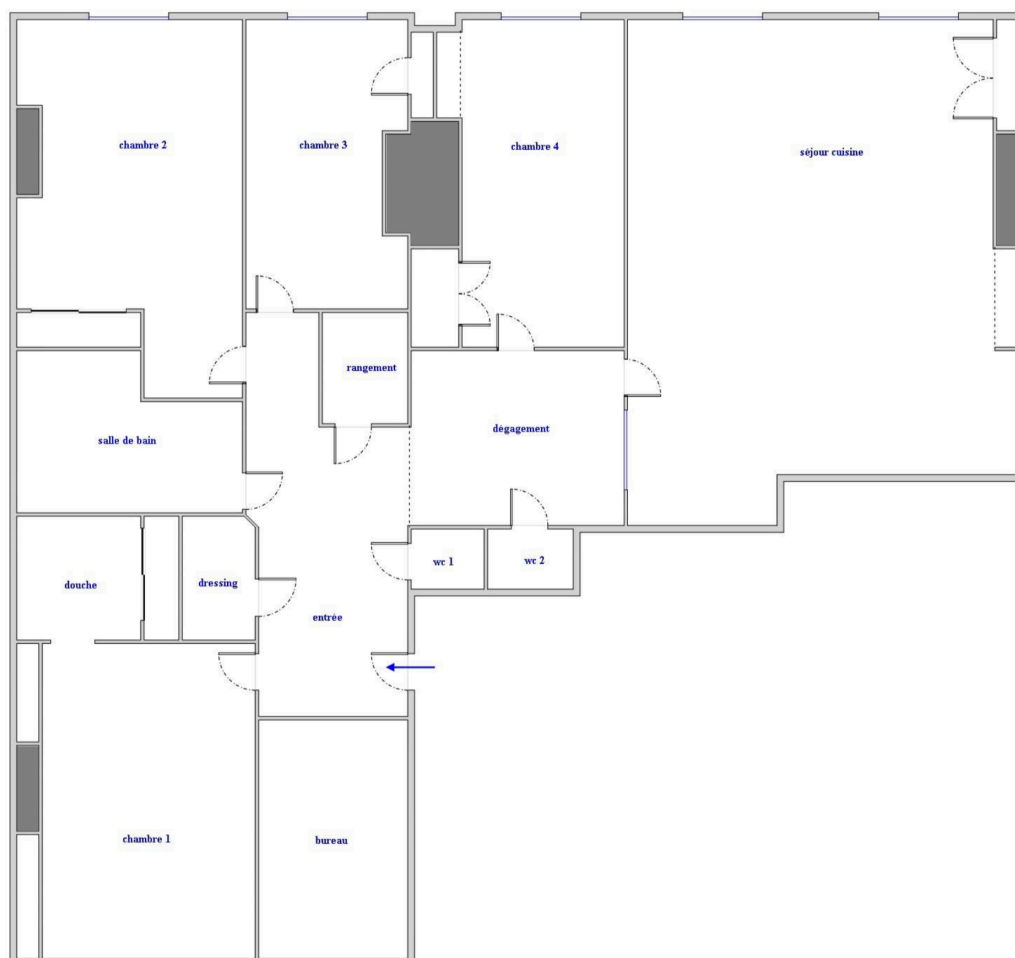 chambre 2
chambre 3
chambre 4
séjour cuisine
rangement
salle de bain
dégagement
wc 1
wc 2
douche
dressing
entrée
chambre 1
bureau